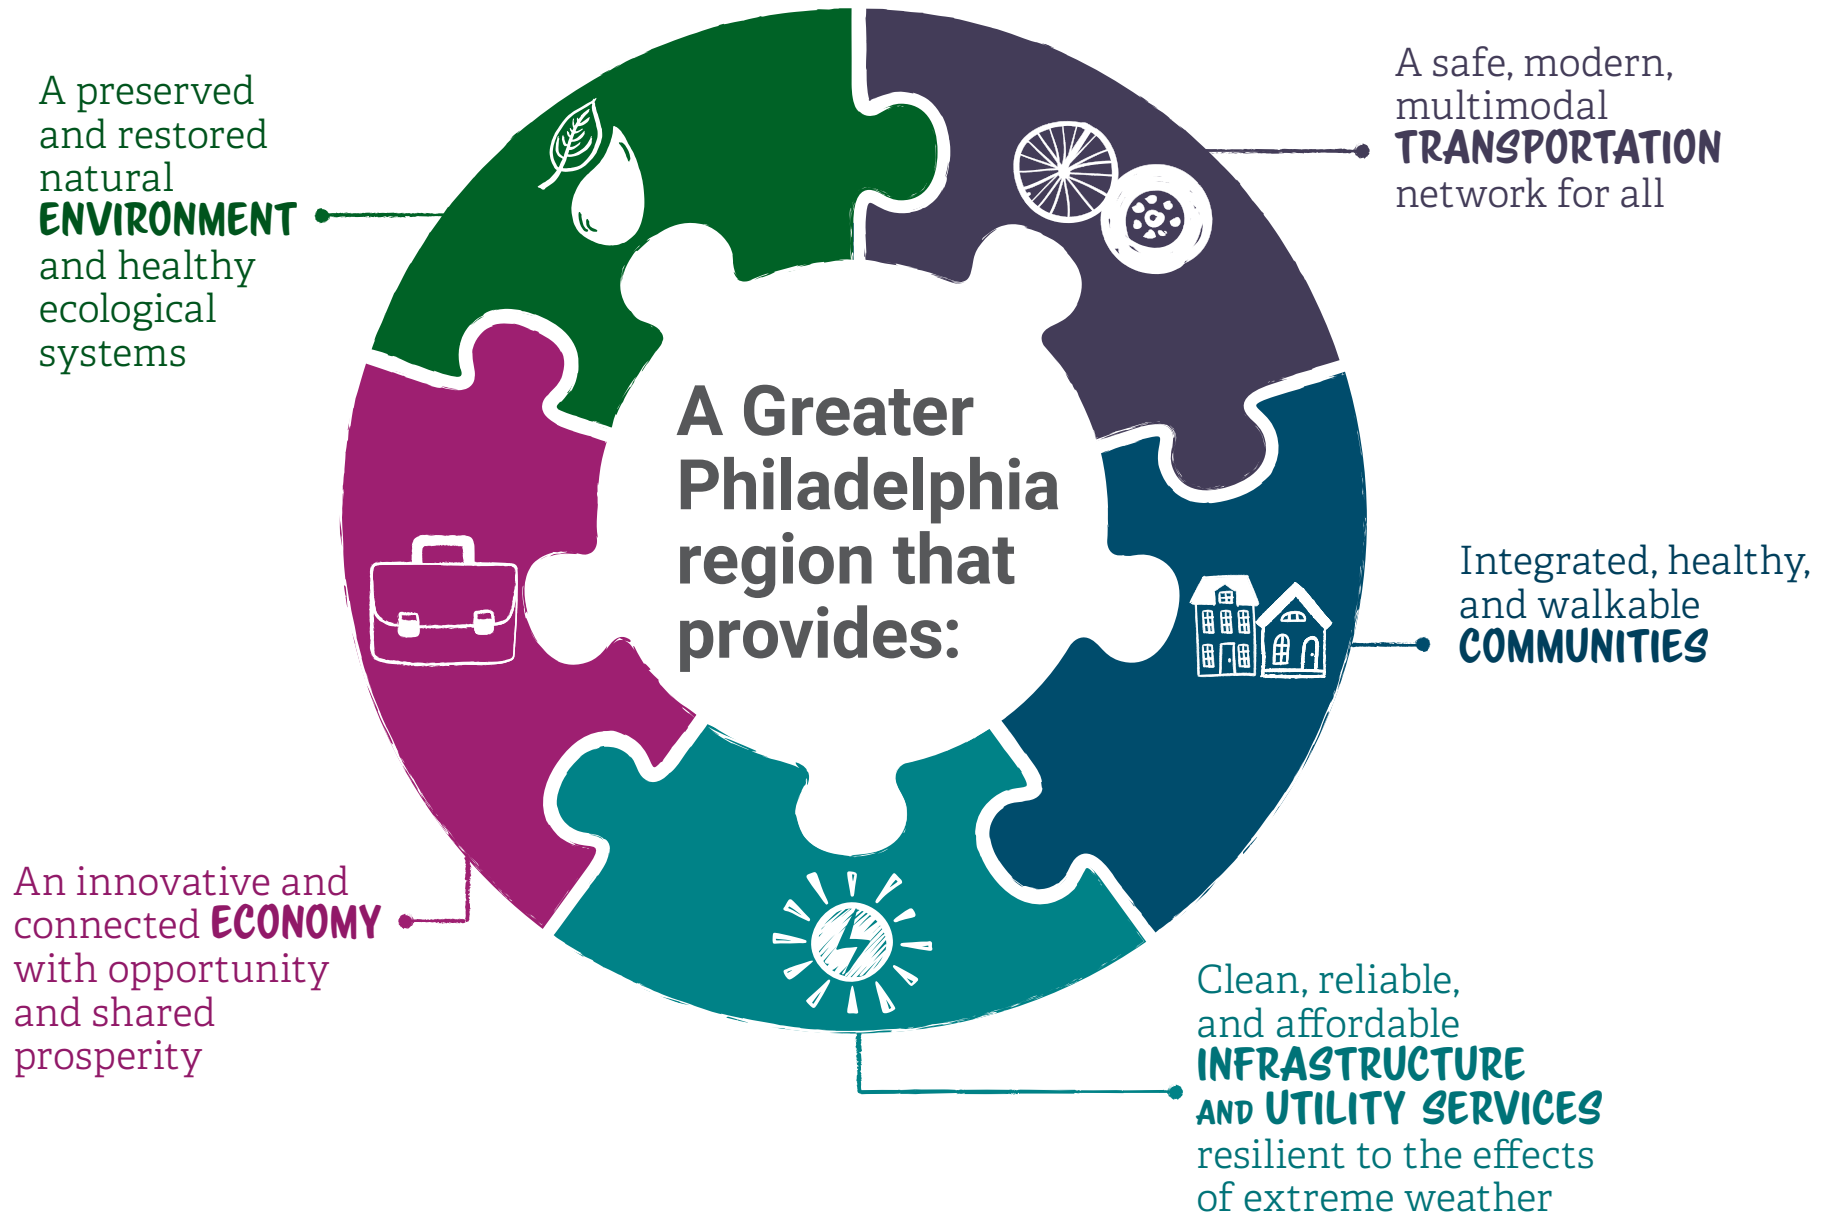 A Greater
Philadelphia
region that
provides:
A preserved
and restored
natural
ENVIRONMENT
and healthy
ecological
systems
A safe, modern,
multimodal
TRANSPORTATION
network for all
Integrated, healthy,
and walkable
COMMUNITIES
Clean, reliable,
and affordable
INFRASTRUCTURE
AND UTILITY SERVICES
resilient to the effects
of extreme weather
An innovative and
connected ECONOMY
with opportunity
and shared
prosperity